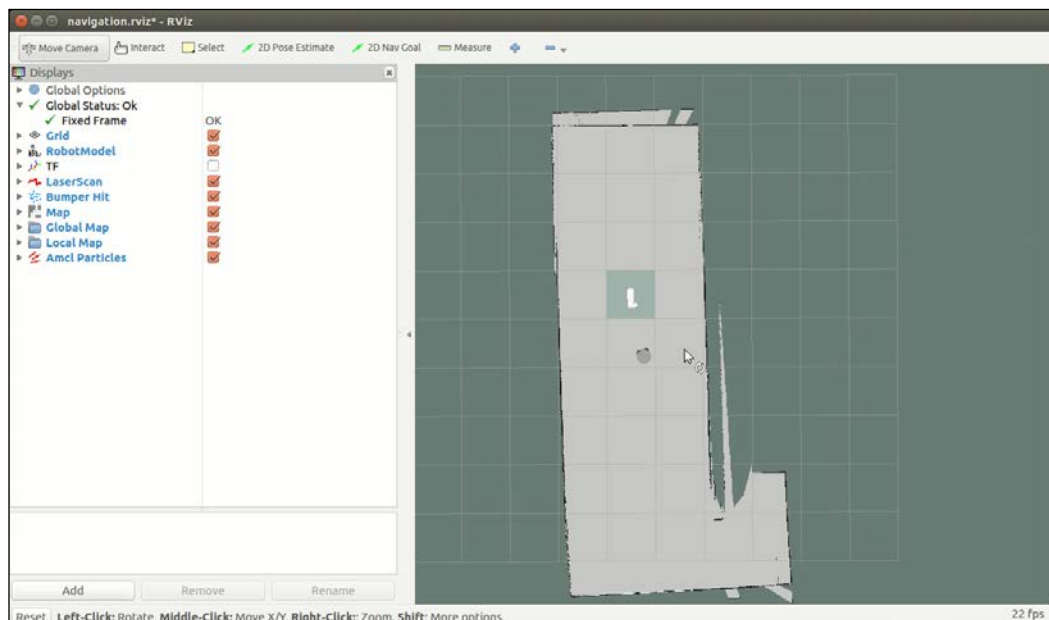 navigation.rviz* - RViz
Move Camera Interact Select 2D Pose Estimate 2D Nav Goal Measure
Displays
Global Options
Global Status: Ok
Fixed Frame OK
Grid
RobotModel
TF
LaserScan
Bumper Hit
Map
Global Map
Local Map
Amcl Particles
Add Remove Rename
Reset Left-Click: Rotate. Middle-Click: Move X/Y. Right-Click:: Zoom. Shift: More options. 22 fps